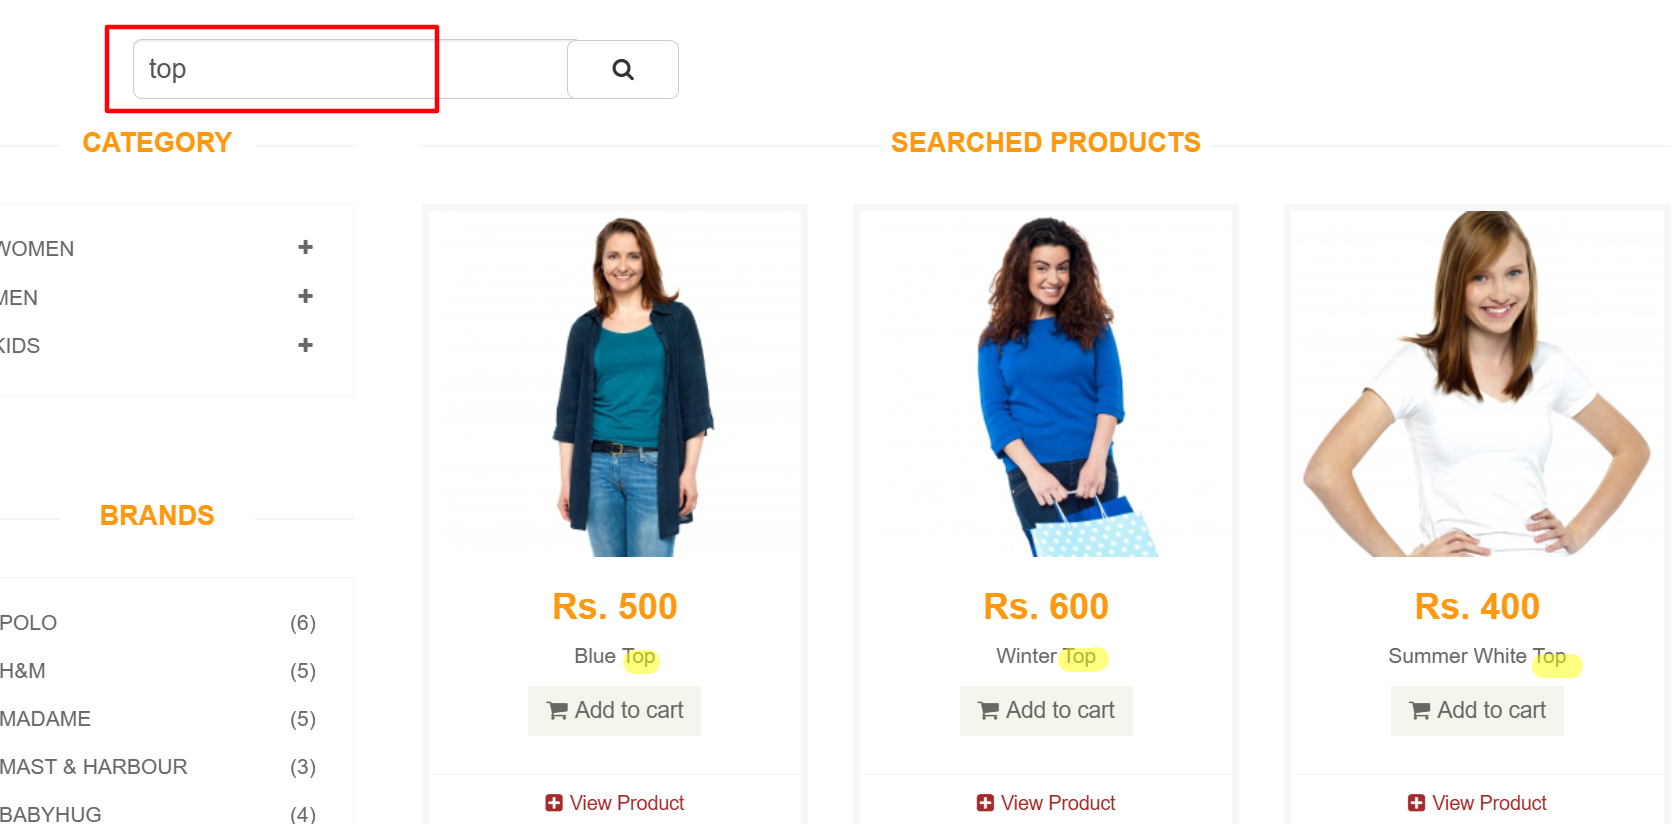 top
CATEGORY
SEARCHED PRODUCTS
WOMEN
MEN
KIDS
BRANDS
POLO (6)
H&M (5)
MADAME (5)
MAST & HARBOUR (3)
BABYHUG (4)
Rs. 500
Blue Top
Add to cart
View Product
Rs. 600
Winter Top
Add to cart
View Product
Rs. 400
Summer White Top
Add to cart
View Product